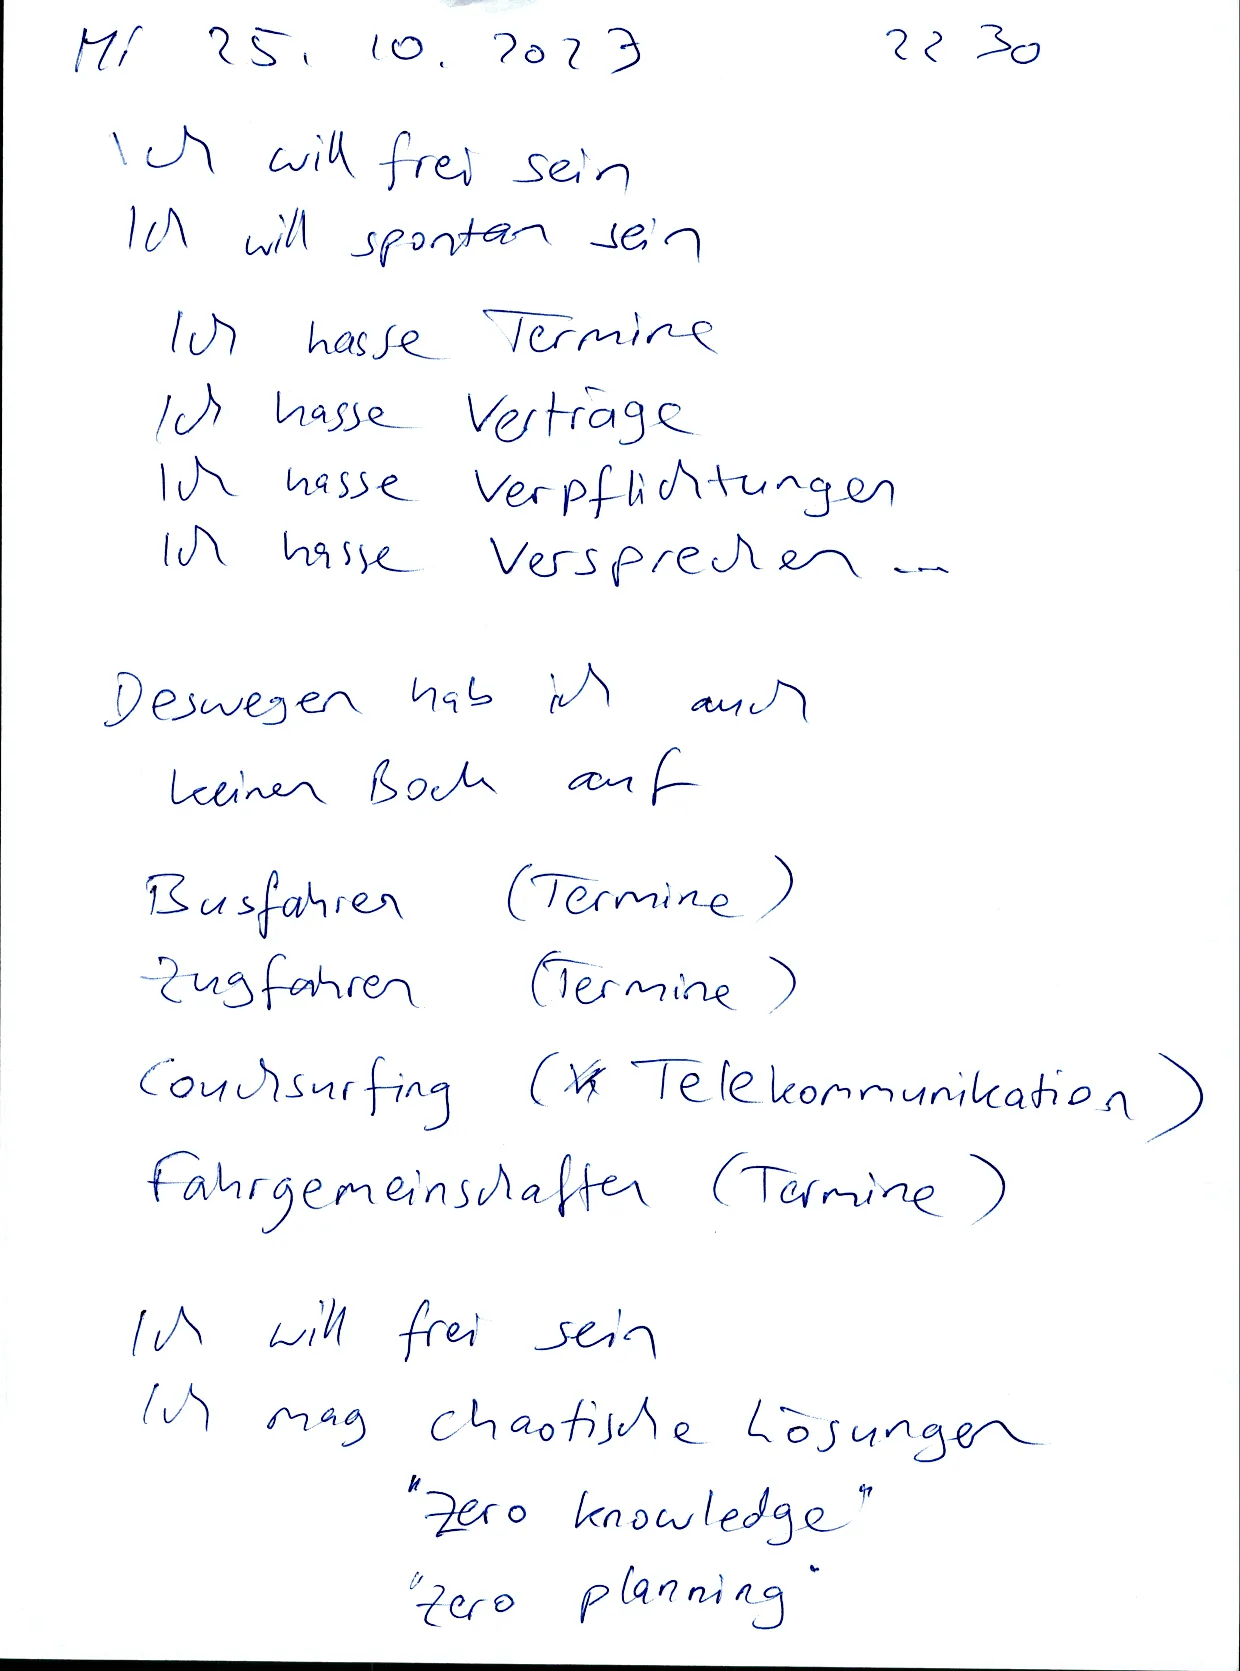 Mi 25. 10. 2023 22 30
Ich will frei sein
Ich will spontan sein
Ich hasse Termine
Ich hasse Verträge
Ich hasse Verpflichtungen
Ich hasse Versprechen ...
Deswegen hab ich auch
keinen Bock auf
Busfahren (Termine)
Zugfahren (Termine)
Couchsurfing (Telekommunikation)
Fahrgemeinschaften (Termine)
Ich will frei sein
Ich mag chaotische Lösungen
"Zero knowledge"
"Zero planning"